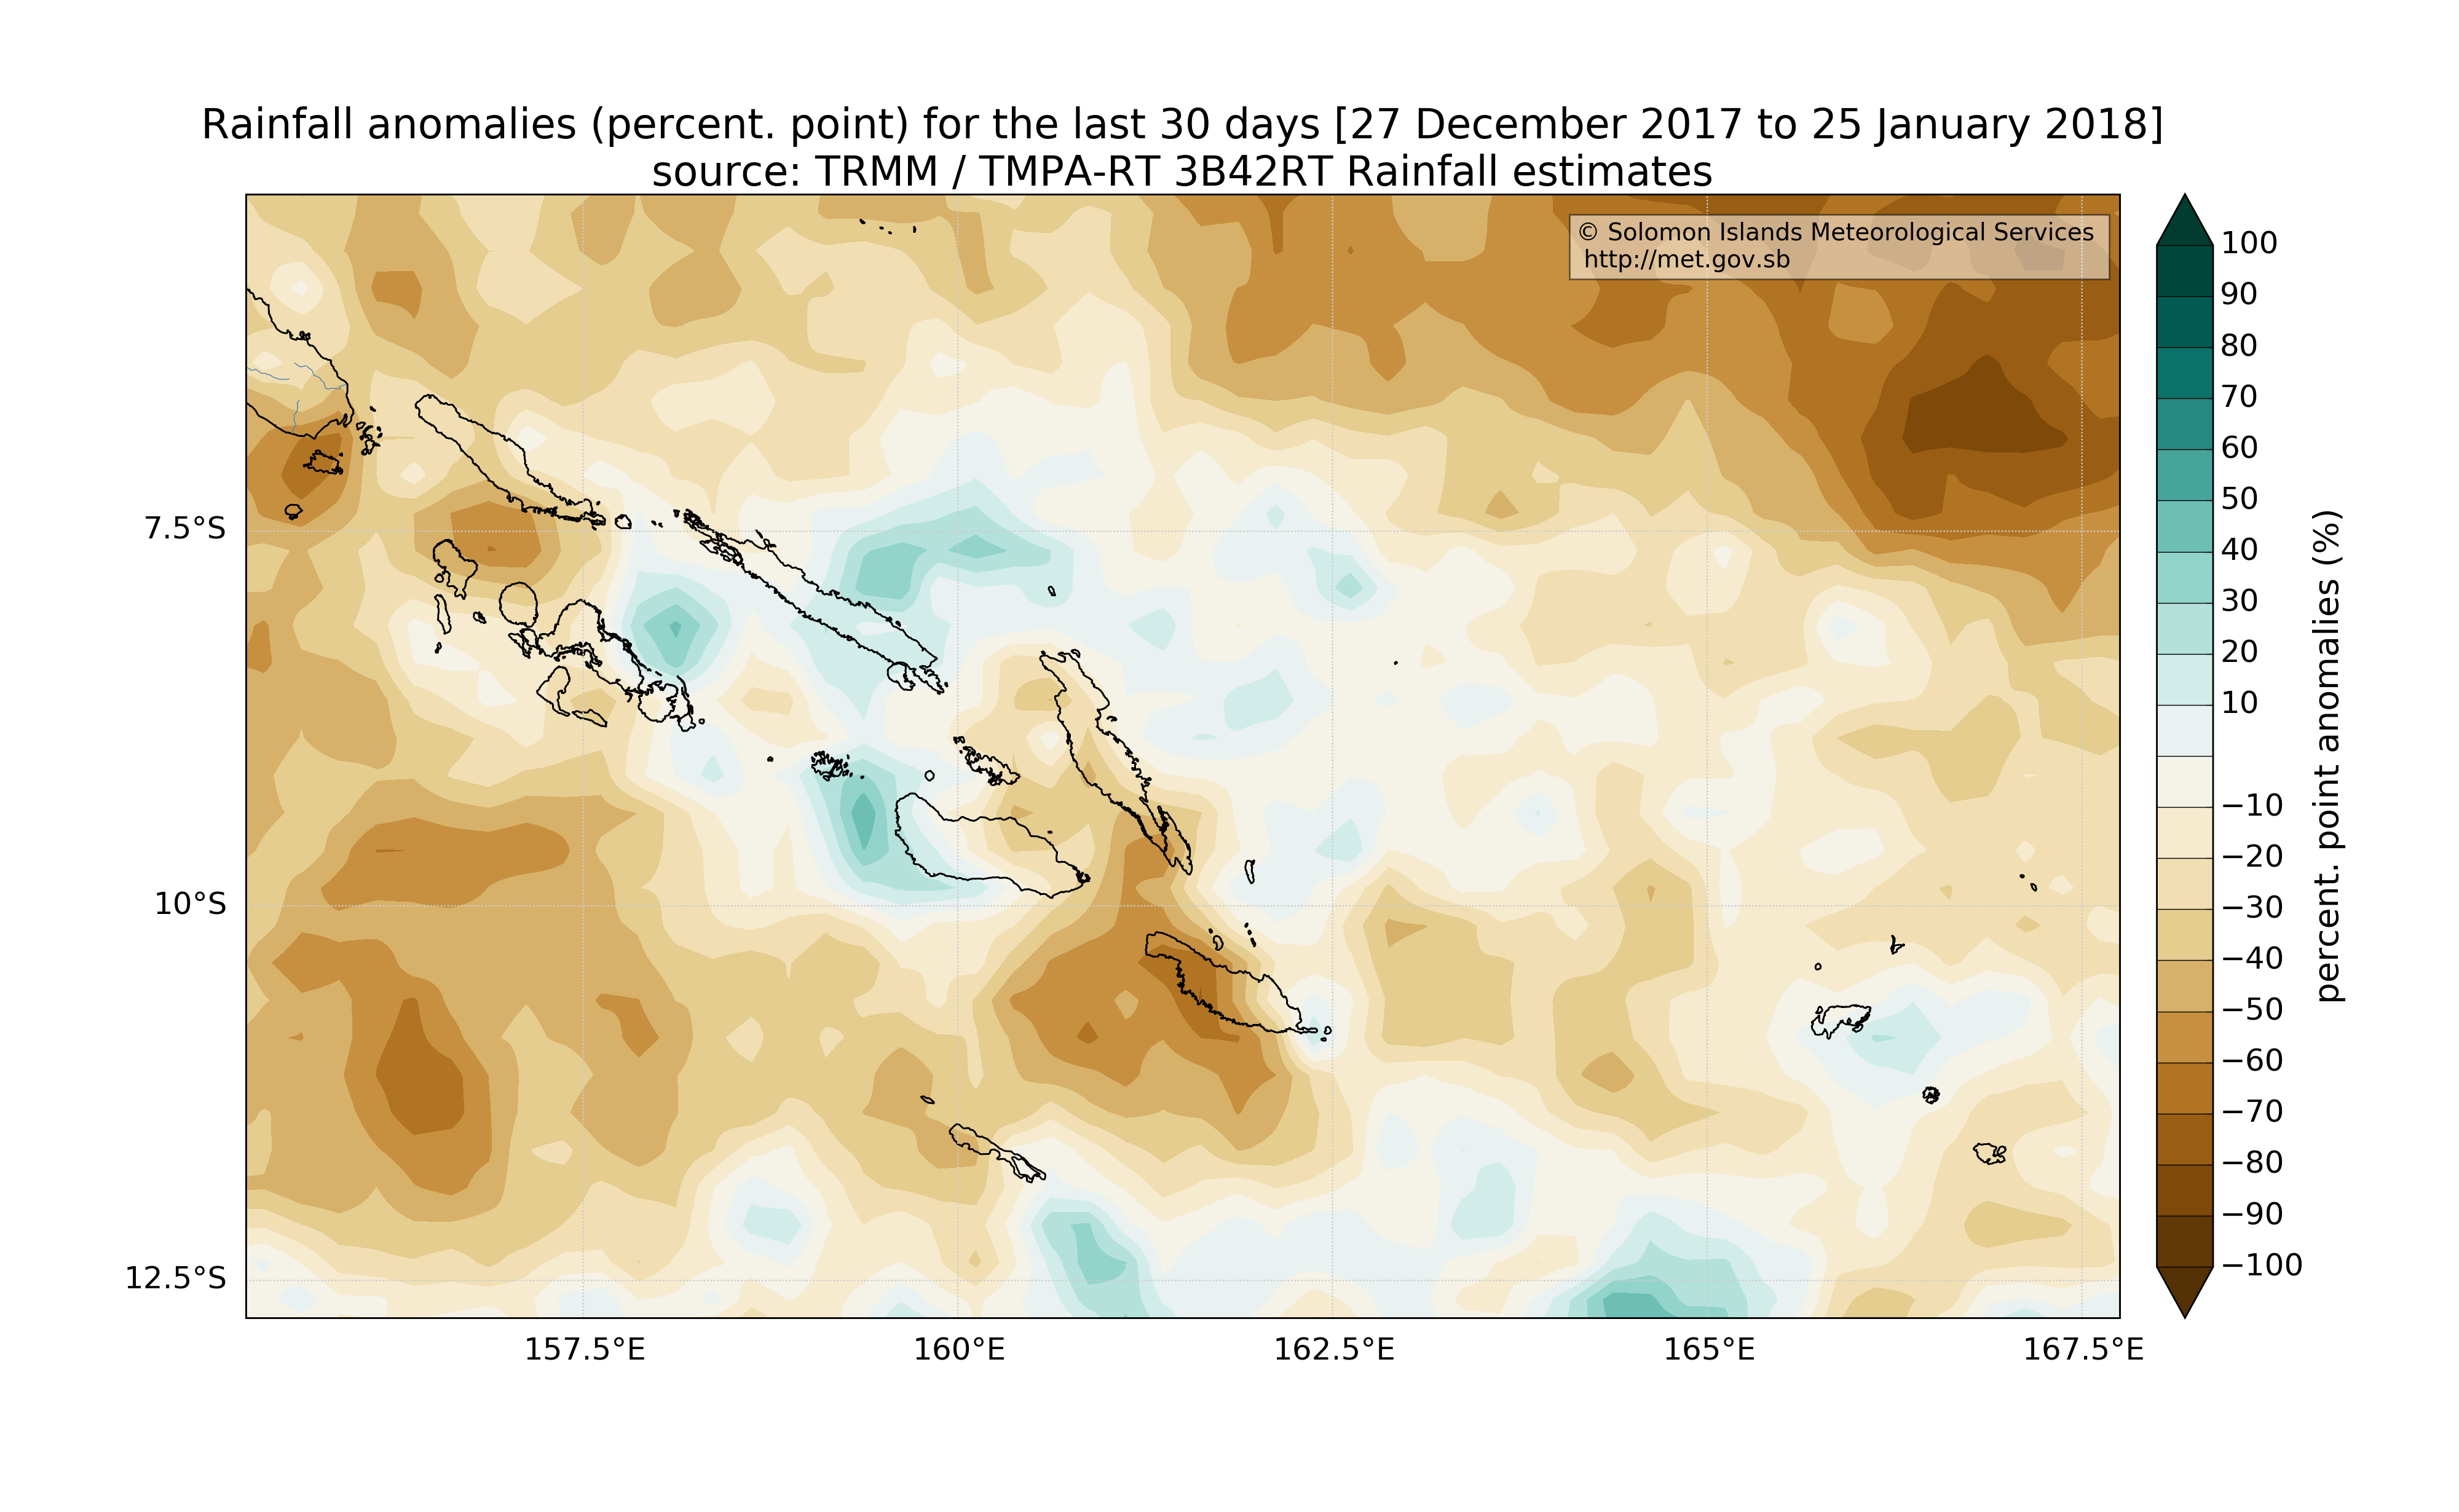 Rainfall anomalies (percent. point) for the last 30 days [27 December 2017 to 25 January 2018]
source: TRMM / TMPA-RT 3B42RT Rainfall estimates
© Solomon Islands Meteorological Services
http://met.gov.sb
7.5°S
10°S
12.5°S
157.5°E
160°E
162.5°E
165°E
167.5°E
100
90
80
70
60
50
40
30
20
10
−10
−20
−30
−40
−50
−60
−70
−80
−90
−100
percent. point anomalies (%)